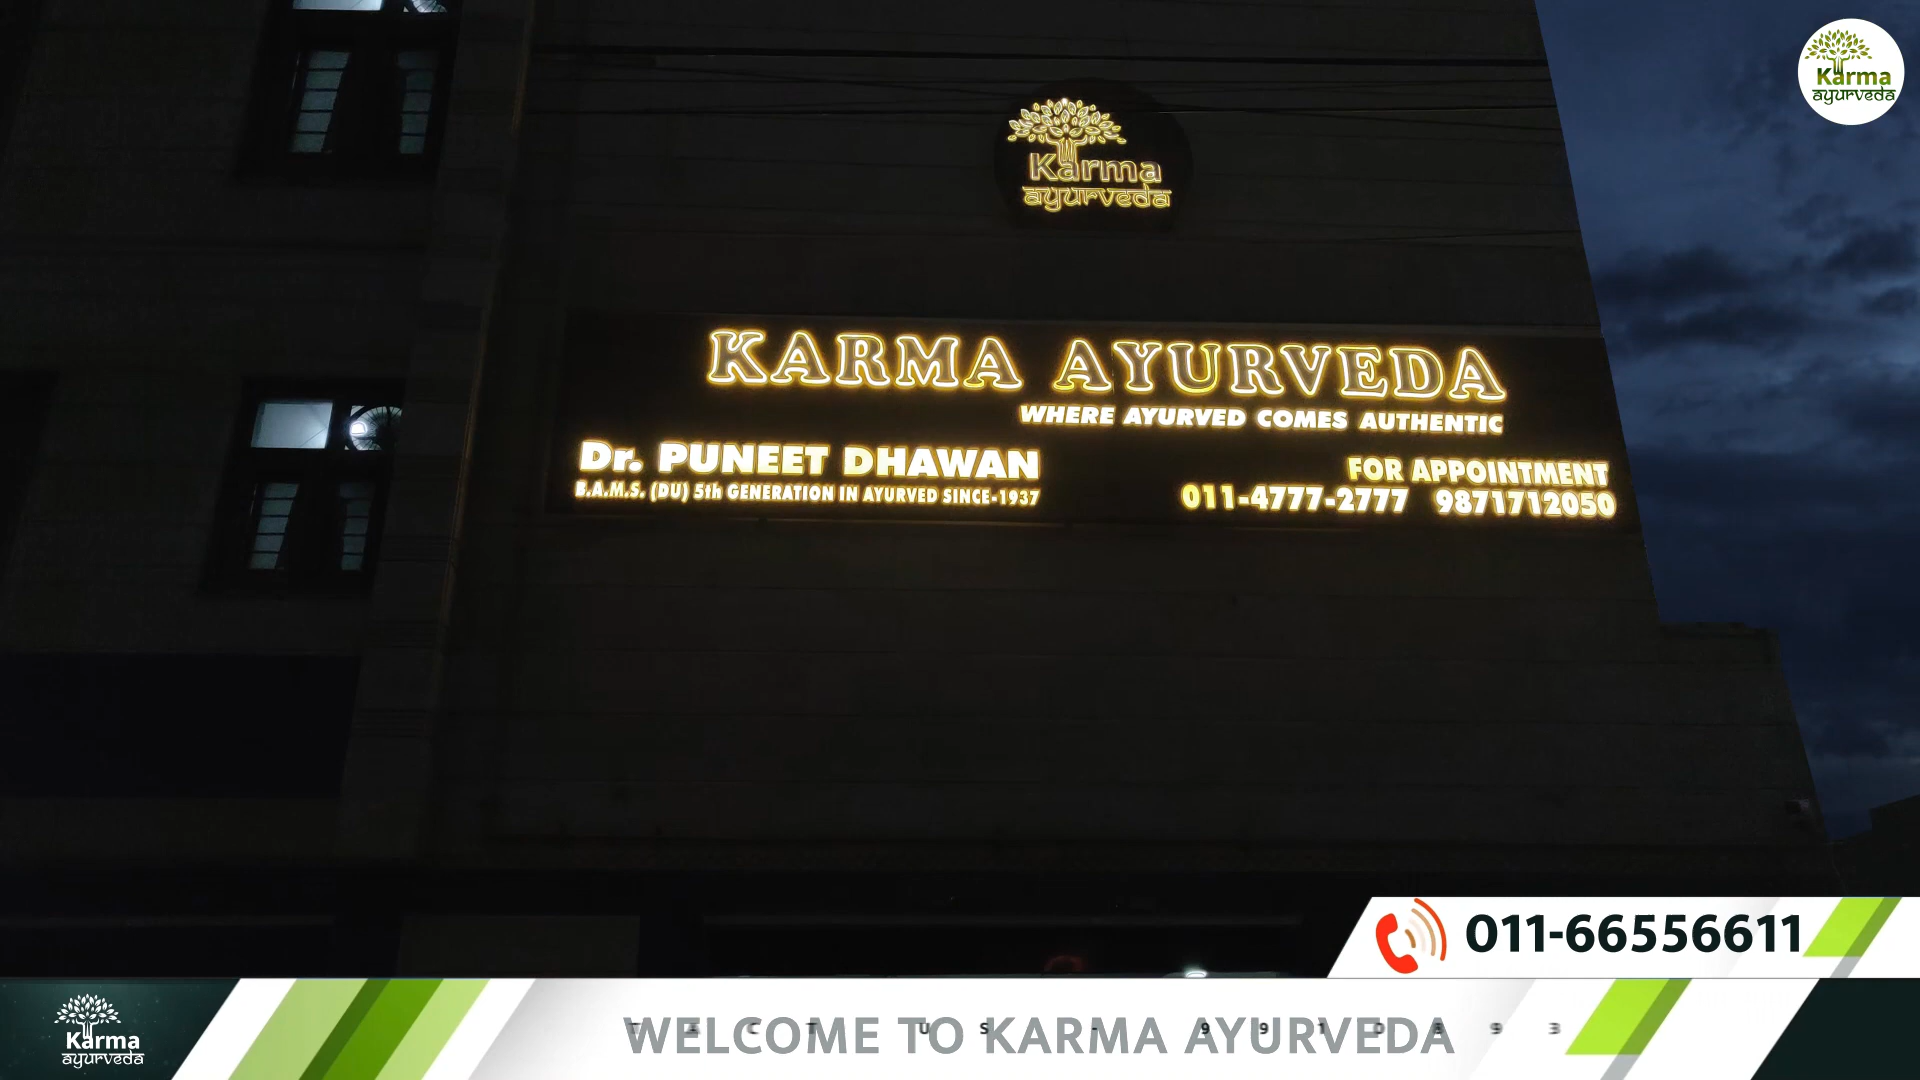 Karma
ayurveda
Karma
ayurveda
KARMA AYURVEDA
WHERE AYURVED COMES AUTHENTIC
Dr. PUNEET DHAWAN
B.A.M.S. (DU) 5th GENERATION IN AYURVED SINCE-1937
FOR APPOINTMENT
011-4777-2777 9871712050
011-66556611
Karma
ayurveda
WELCOME TO KARMA AYURVEDA